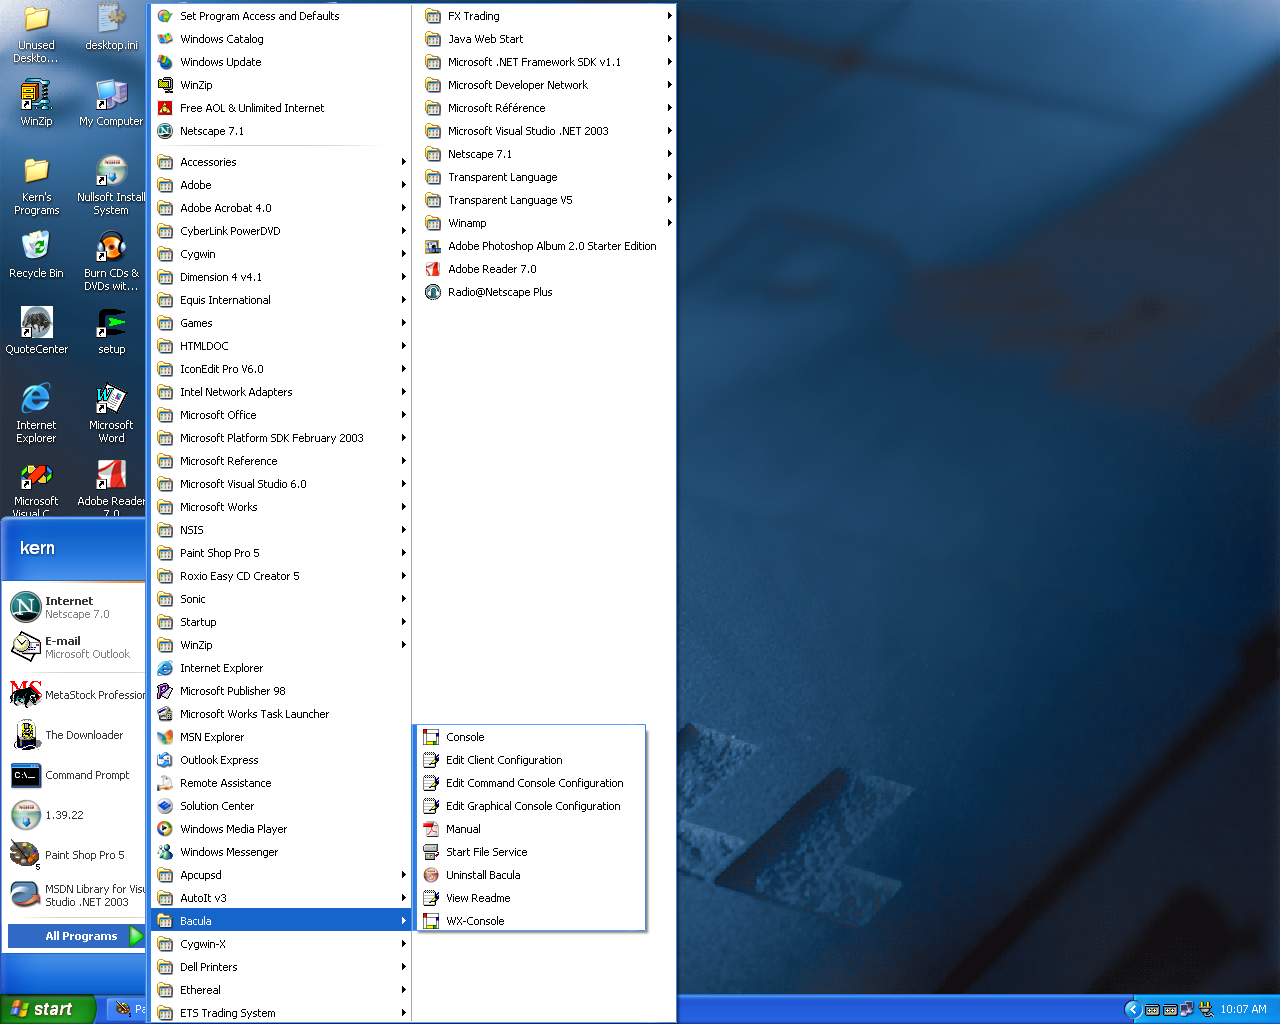 Unused
Deskto...
desktop.ini
WinZip
My Computer
Kern's
Programs
Nullsoft Install
System
Recycle Bin
Burn CDs &
DVDs wit...
QuoteCenter
setup
Internet
Explorer
Microsoft
Word
Microsoft
Visual C...
Adobe Reader
7.0
kern
Internet
Netscape 7.0
E-mail
Microsoft Outlook
MetaStock Profession
The Downloader
Command Prompt
1.39.22
Paint Shop Pro 5
MSDN Library for Visu
Studio .NET 2003
All Programs
start
Pa
Set Program Access and Defaults
Windows Catalog
Windows Update
WinZip
Free AOL & Unlimited Internet
Netscape 7.1
Accessories
Adobe
Adobe Acrobat 4.0
CyberLink PowerDVD
Cygwin
Dimension 4 v4.1
Equis International
Games
HTMLDOC
IconEdit Pro V6.0
Intel Network Adapters
Microsoft Office
Microsoft Platform SDK February 2003
Microsoft Reference
Microsoft Visual Studio 6.0
Microsoft Works
NSIS
Paint Shop Pro 5
Roxio Easy CD Creator 5
Sonic
Startup
WinZip
Internet Explorer
Microsoft Publisher 98
Microsoft Works Task Launcher
MSN Explorer
Outlook Express
Remote Assistance
Solution Center
Windows Media Player
Windows Messenger
Apcupsd
AutoIt v3
Bacula
Cygwin-X
Dell Printers
Ethereal
ETS Trading System
FX Trading
Java Web Start
Microsoft .NET Framework SDK v1.1
Microsoft Developer Network
Microsoft Référence
Microsoft Visual Studio .NET 2003
Netscape 7.1
Transparent Language
Transparent Language V5
Winamp
Adobe Photoshop Album 2.0 Starter Edition
Adobe Reader 7.0
Radio@Netscape Plus
Console
Edit Client Configuration
Edit Command Console Configuration
Edit Graphical Console Configuration
Manual
Start File Service
Uninstall Bacula
View Readme
WX-Console
10:07 AM